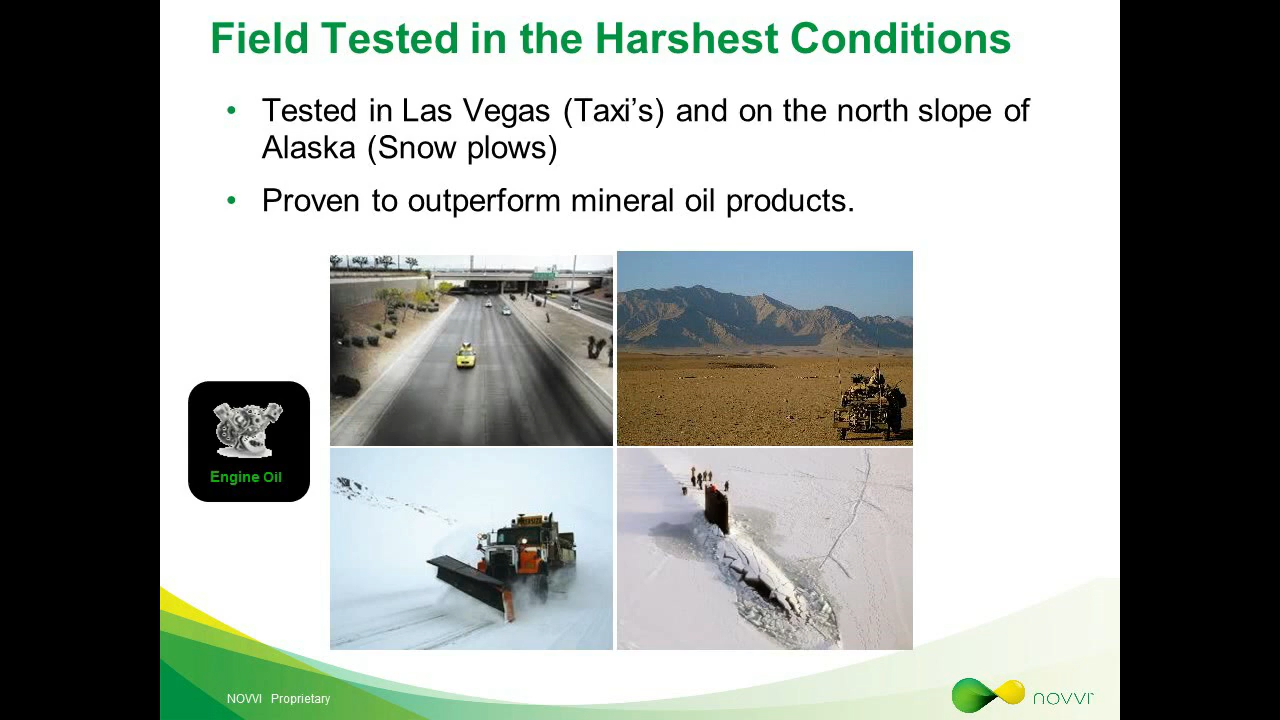 Field Tested in the Harshest Conditions
• Tested in Las Vegas (Taxi’s) and on the north slope of
Alaska (Snow plows)
• Proven to outperform mineral oil products.
Engine Oil
NOVVI Proprietary
novvi